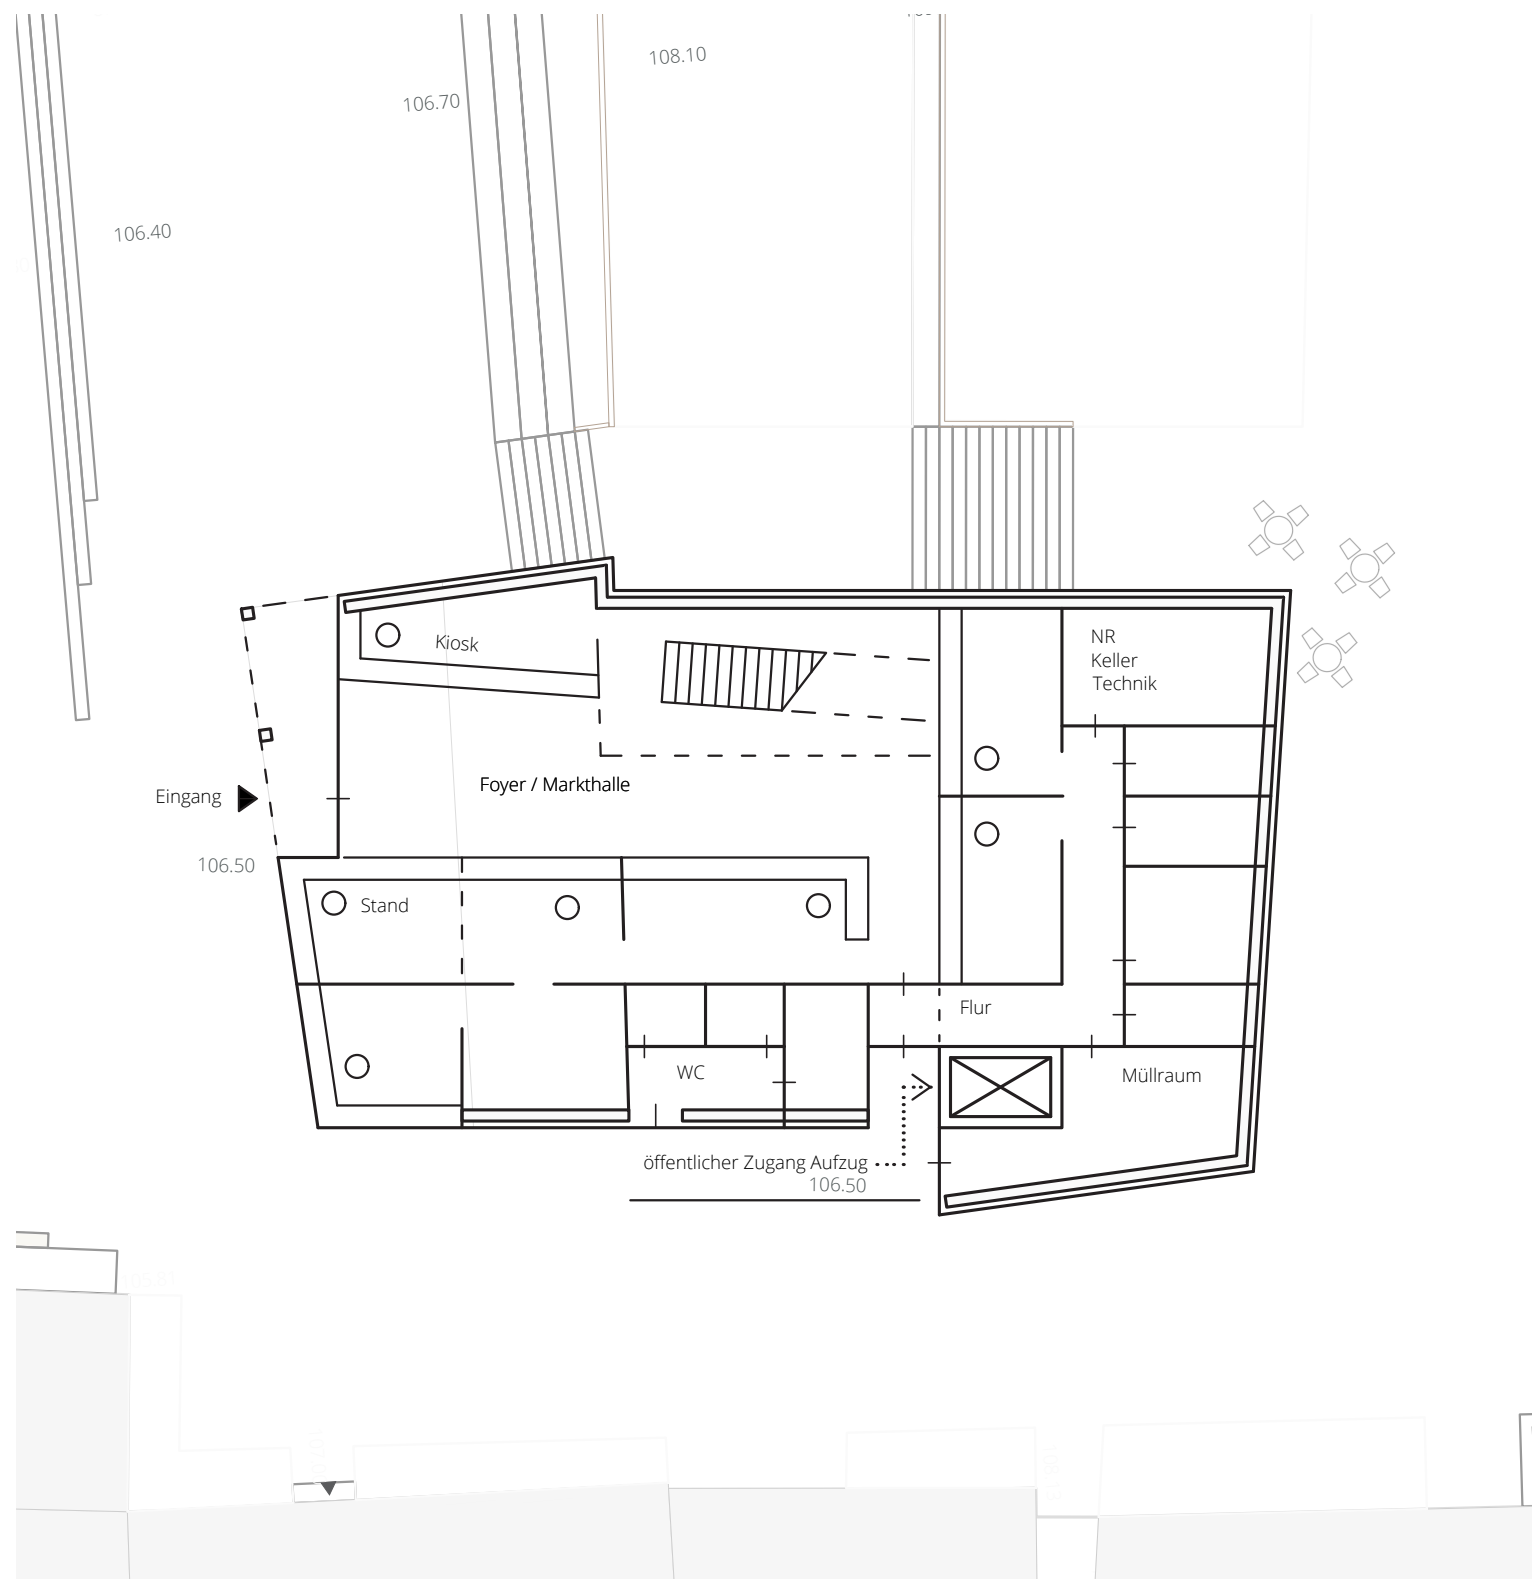 108.10
106.70
106.40
Kiosk
NR
Keller
Technik
Foyer / Markthalle
Eingang
106.50
Stand
Flur
WC
Müllraum
öffentlicher Zugang Aufzug
106.50